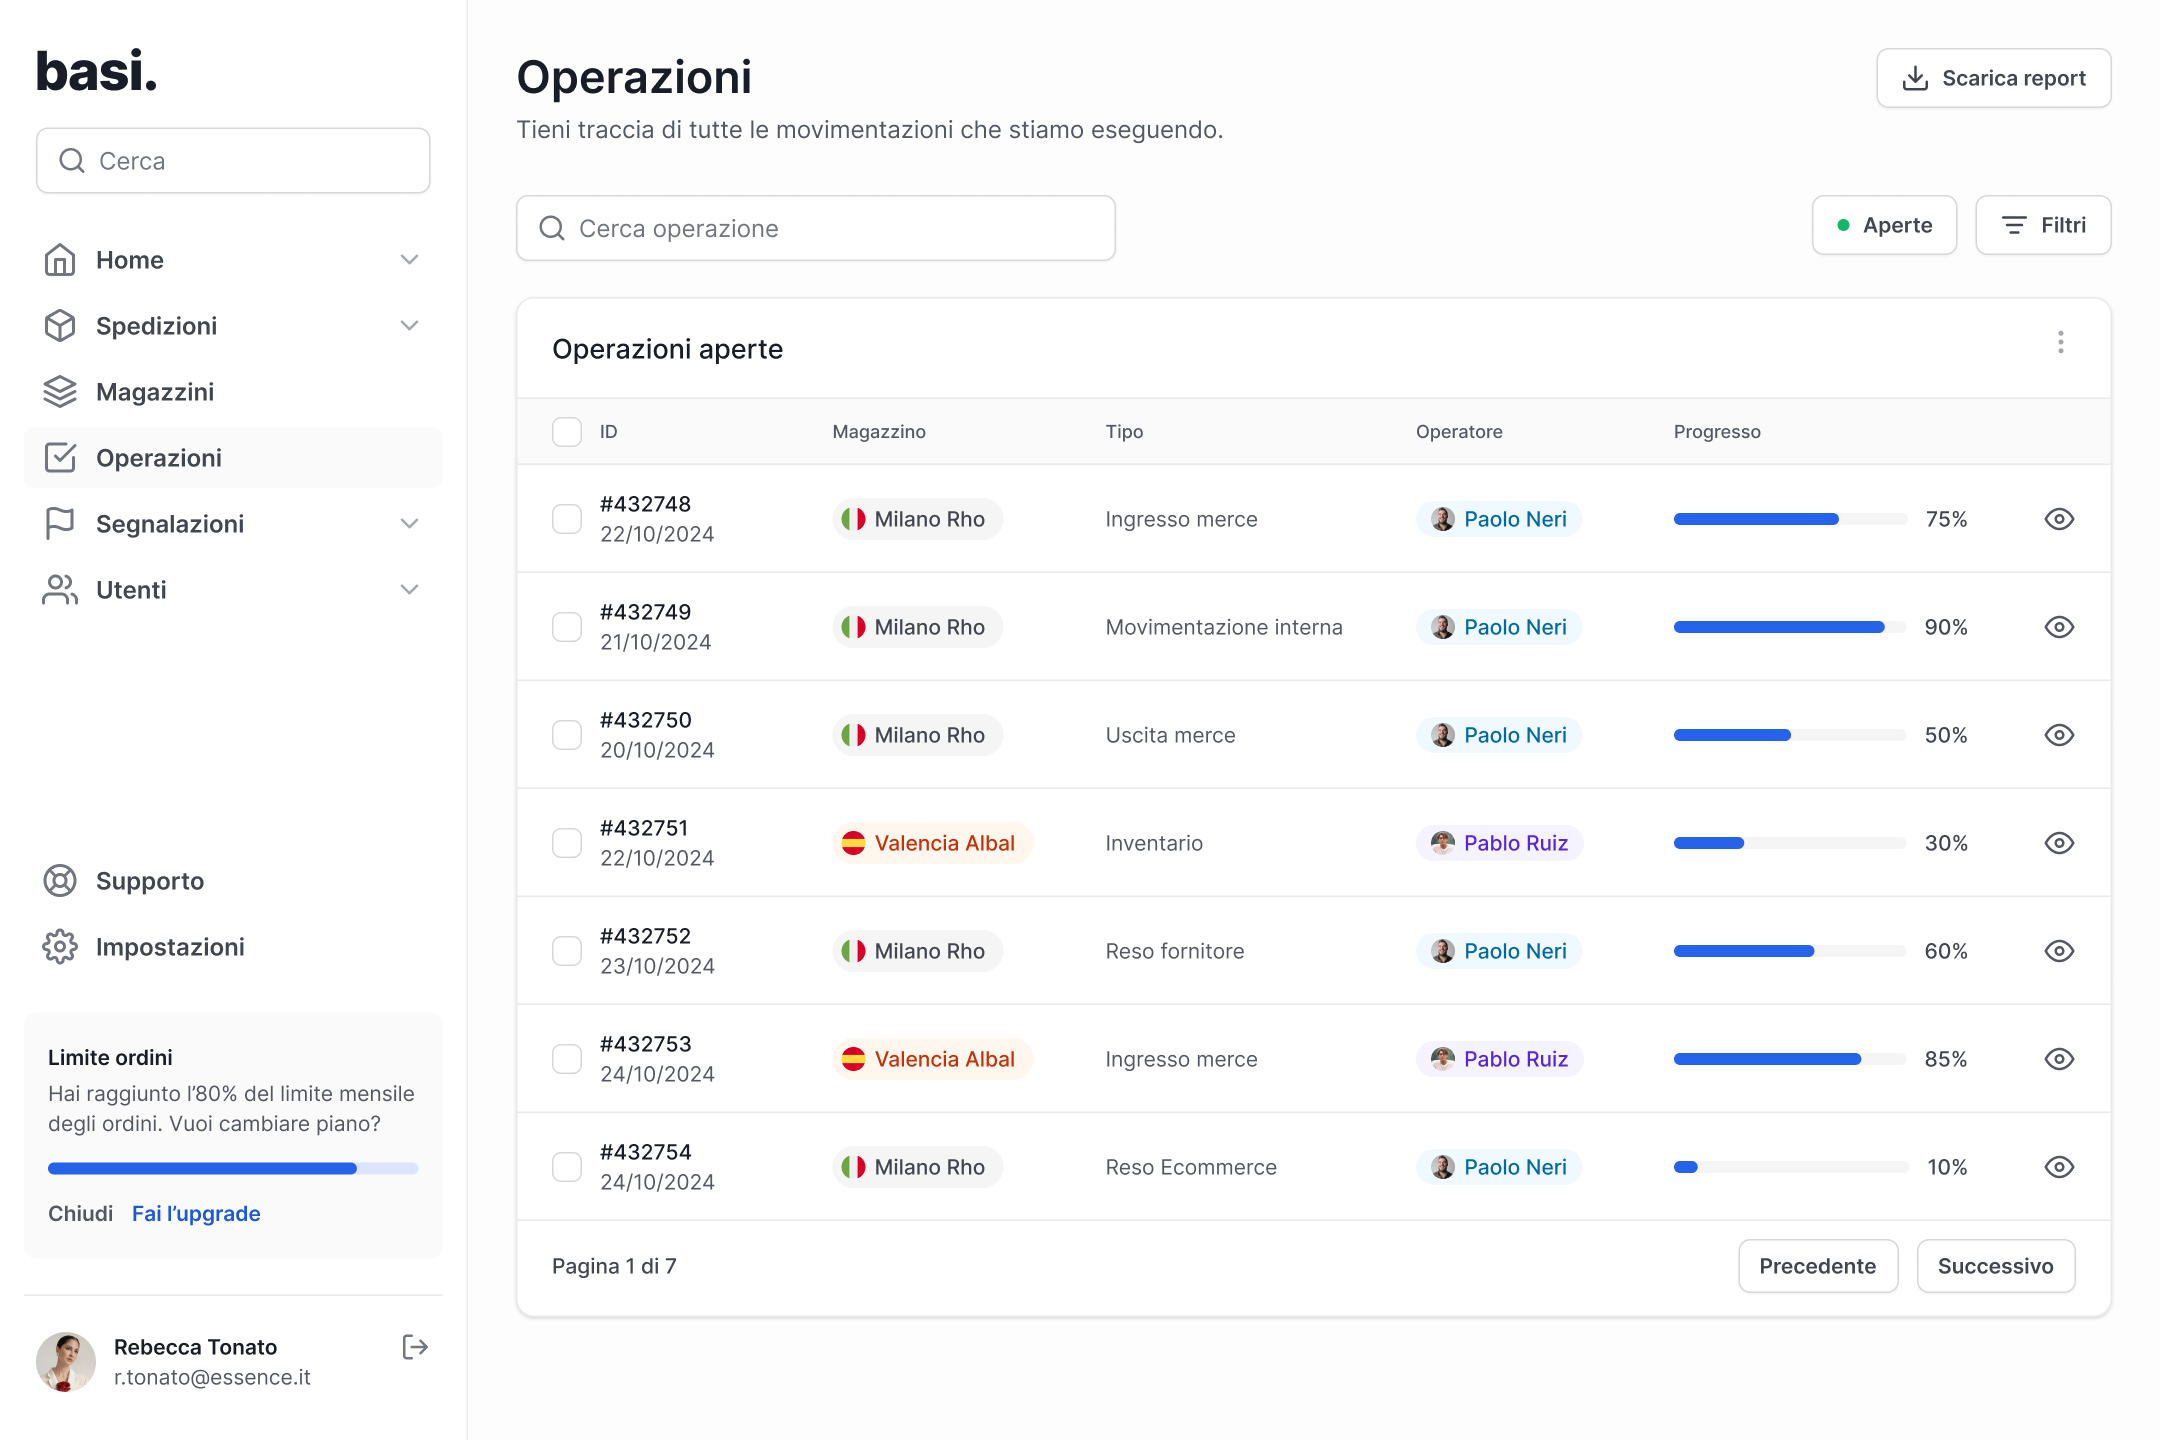 basi.
Cerca
Home
Spedizioni
Magazzini
Operazioni
Segnalazioni
Utenti
Supporto
Impostazioni
Limite ordini
Hai raggiunto l’80% del limite mensile
degli ordini. Vuoi cambiare piano?
Chiudi Fai l’upgrade
Rebecca Tonato
r.tonato@essence.it
Operazioni
Tieni traccia di tutte le movimentazioni che stiamo eseguendo.
Scarica report
Cerca operazione
Aperte
Filtri
Operazioni aperte
ID Magazzino Tipo Operatore Progresso
#432748
22/10/2024
Milano Rho Ingresso merce Paolo Neri 75%
#432749
21/10/2024
Milano Rho Movimentazione interna Paolo Neri 90%
#432750
20/10/2024
Milano Rho Uscita merce Paolo Neri 50%
#432751
22/10/2024
Valencia Albal Inventario Pablo Ruiz 30%
#432752
23/10/2024
Milano Rho Reso fornitore Paolo Neri 60%
#432753
24/10/2024
Valencia Albal Ingresso merce Pablo Ruiz 85%
#432754
24/10/2024
Milano Rho Reso Ecommerce Paolo Neri 10%
Pagina 1 di 7
Precedente
Successivo